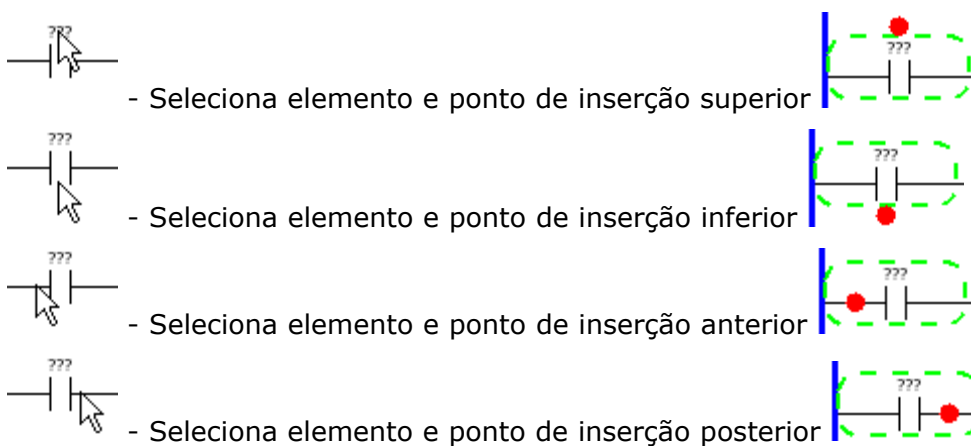 ??? ???
- Seleciona elemento e ponto de inserção superior
??? ???
- Seleciona elemento e ponto de inserção inferior
??? ???
- Seleciona elemento e ponto de inserção anterior
??? ???
- Seleciona elemento e ponto de inserção posterior